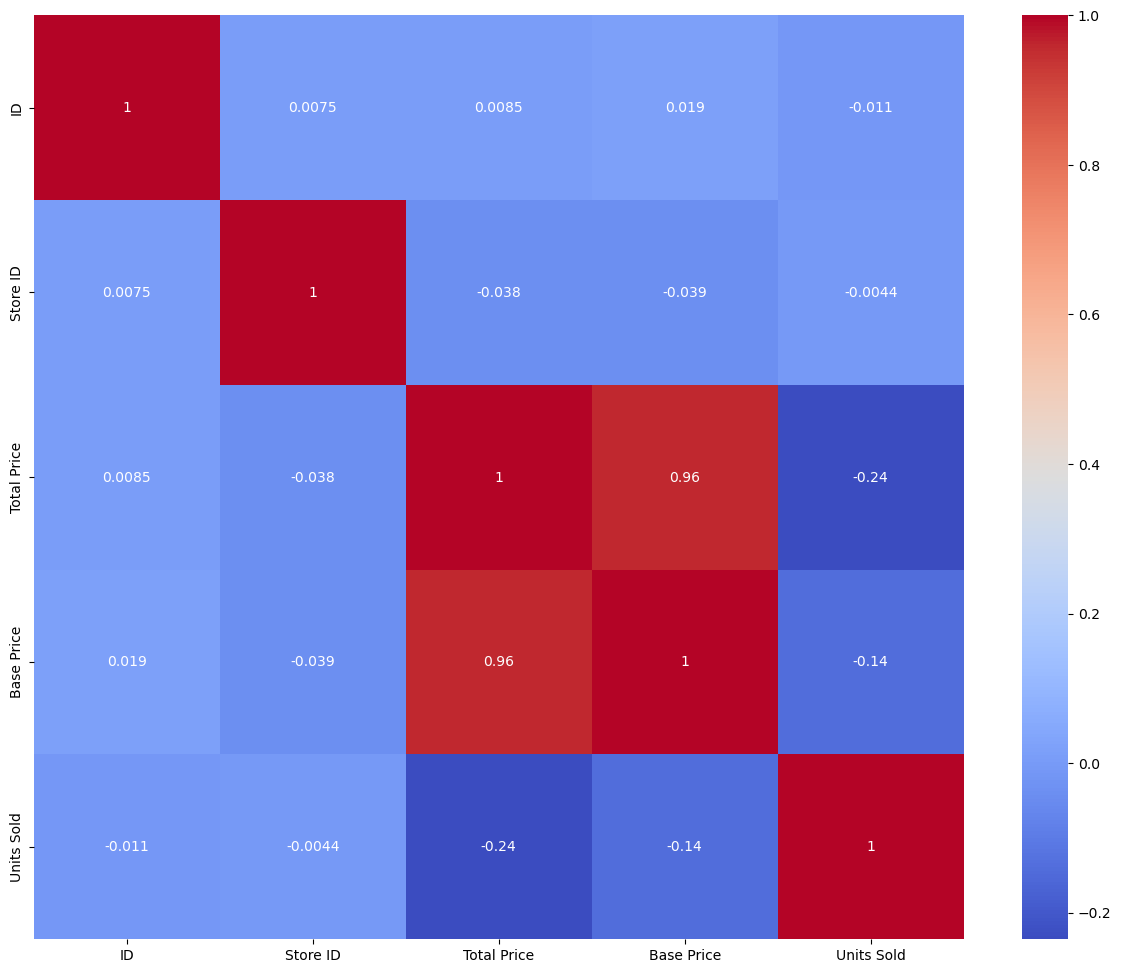 ID 1 0.0075 0.0085 0.019 -0.011
Store ID 0.0075 1 -0.038 -0.039 -0.0044
Total Price 0.0085 -0.038 1 0.96 -0.24
Base Price 0.019 -0.039 0.96 1 -0.14
Units Sold -0.011 -0.0044 -0.24 -0.14 1
ID Store ID Total Price Base Price Units Sold
1.0
0.8
0.6
0.4
0.2
0.0
−0.2